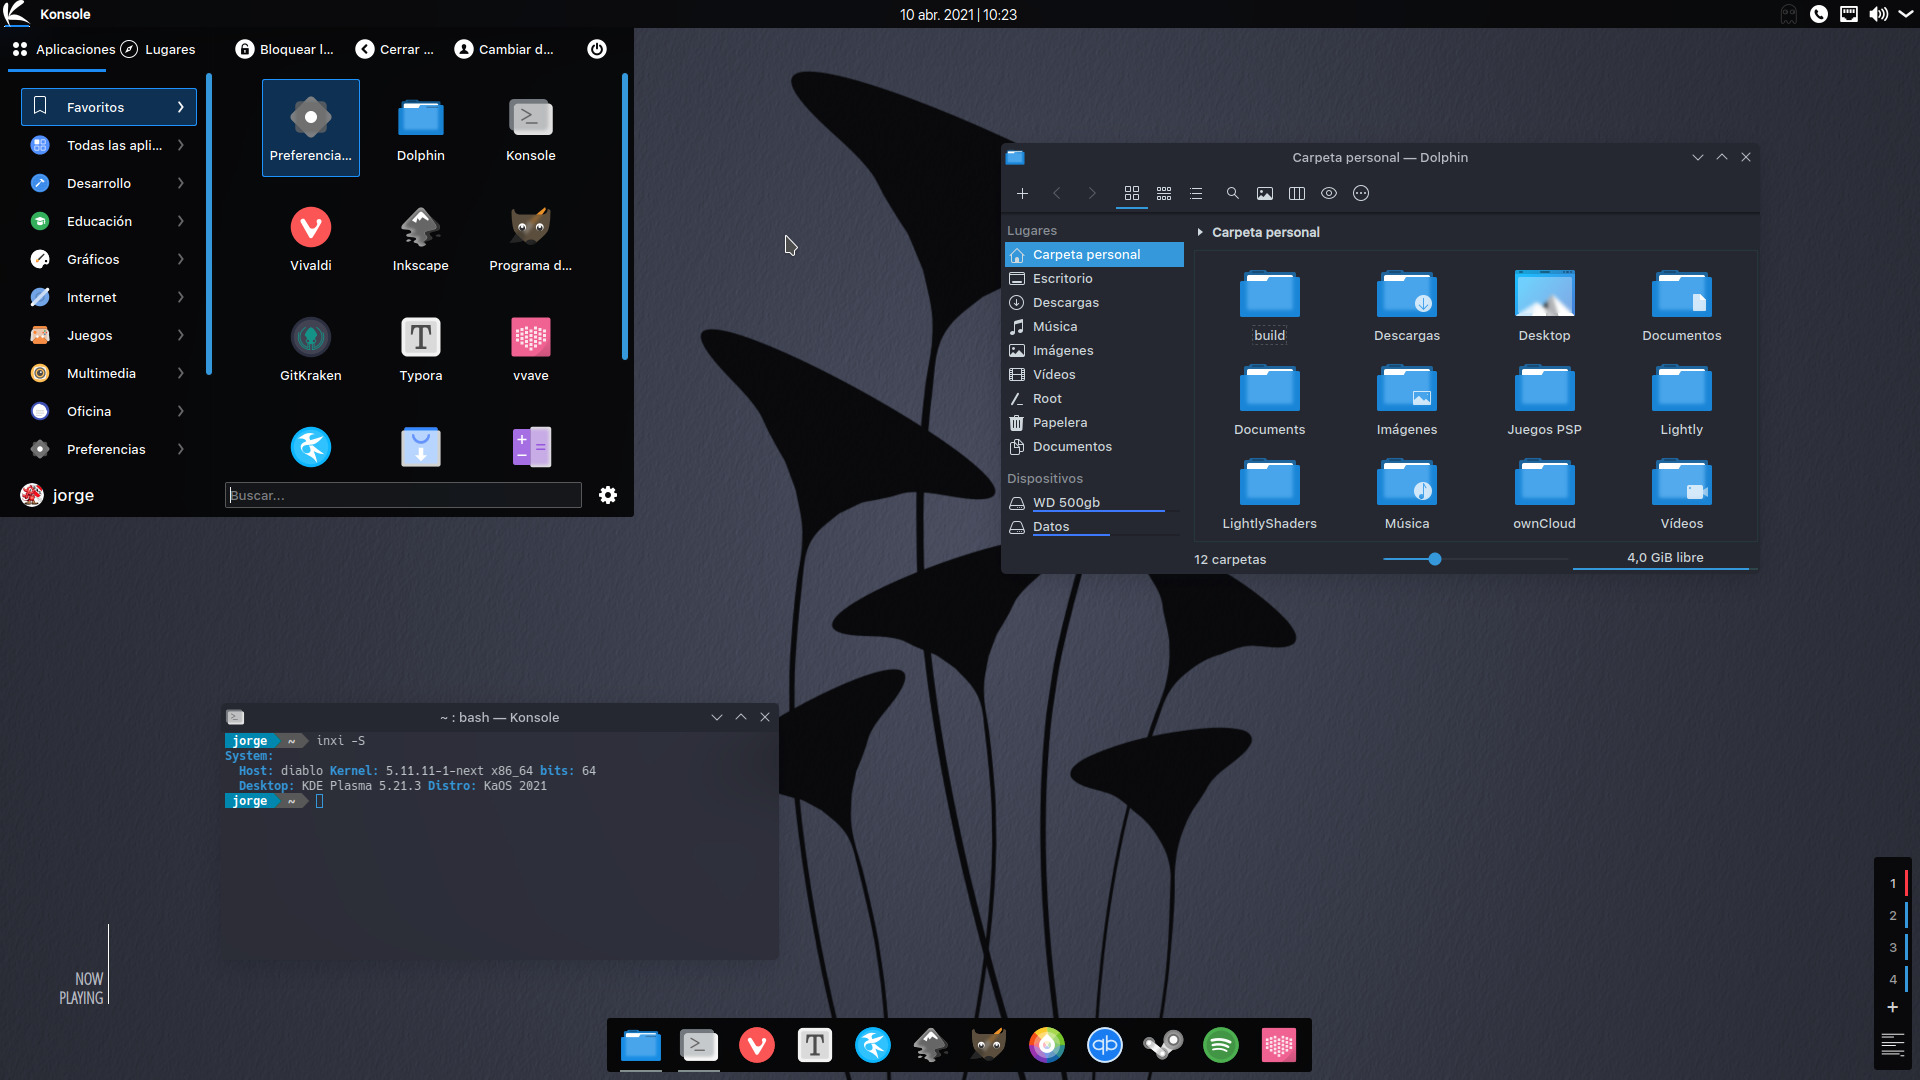 Konsole
10 abr. 2021 | 10:23
Aplicaciones
Lugares
Bloquear l...
Cerrar ...
Cambiar d...
Favoritos
Todas las apli...
Desarrollo
Educación
Gráficos
Internet
Juegos
Multimedia
Oficina
Preferencias
Preferencia...
Dolphin
Konsole
Vivaldi
Inkscape
Programa d...
GitKraken
Typora
vvave
jorge
Buscar...
Carpeta personal — Dolphin
Lugares
Carpeta personal
Escritorio
Descargas
Música
Imágenes
Vídeos
Root
Papelera
Documentos
Dispositivos
WD 500gb
Datos
Carpeta personal
build
Descargas
Desktop
Documentos
Documents
Imágenes
Juegos PSP
Lightly
LightlyShaders
Música
ownCloud
Vídeos
12 carpetas
4,0 GiB libre
~ : bash — Konsole
jorge ~ inxi -S
System:
Host: diablo Kernel: 5.11.11-1-next x86_64 bits: 64
Desktop: KDE Plasma 5.21.3 Distro: KaOS 2021
jorge ~
NOW
PLAYING
1
2
3
4
+